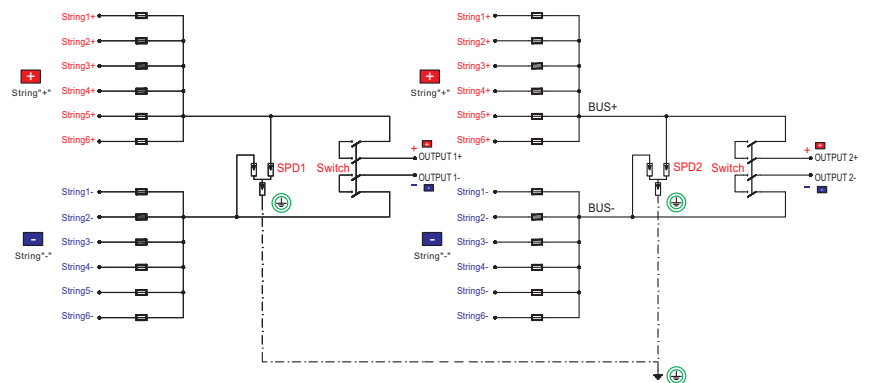 String1+
String2+
String3+
String4+
String5+
String6+
+
String"+"
String1-
String2-
String3-
String4-
String5-
String6-
-
String"-"
SPD1
Switch
+ +
OUTPUT 1+
OUTPUT 1-
- -
String1+
String2+
String3+
String4+
String5+
String6+
+
String"+"
BUS+
String1-
String2-
String3-
String4-
String5-
String6-
-
String"-"
BUS-
SPD2
Switch
+ +
OUTPUT 2+
OUTPUT 2-
- -